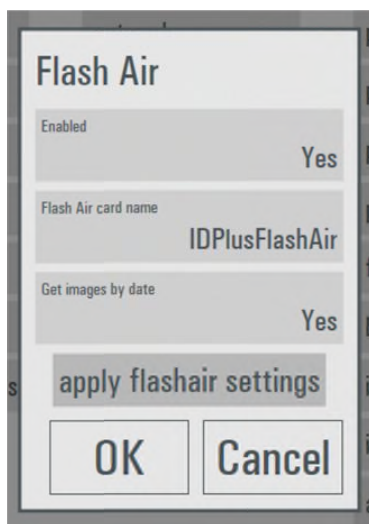 Flash Air
Enabled
Yes
Flash Air card name
IDPlusFlashAir
Get images by date
Yes
apply flashair settings
OK
Cancel